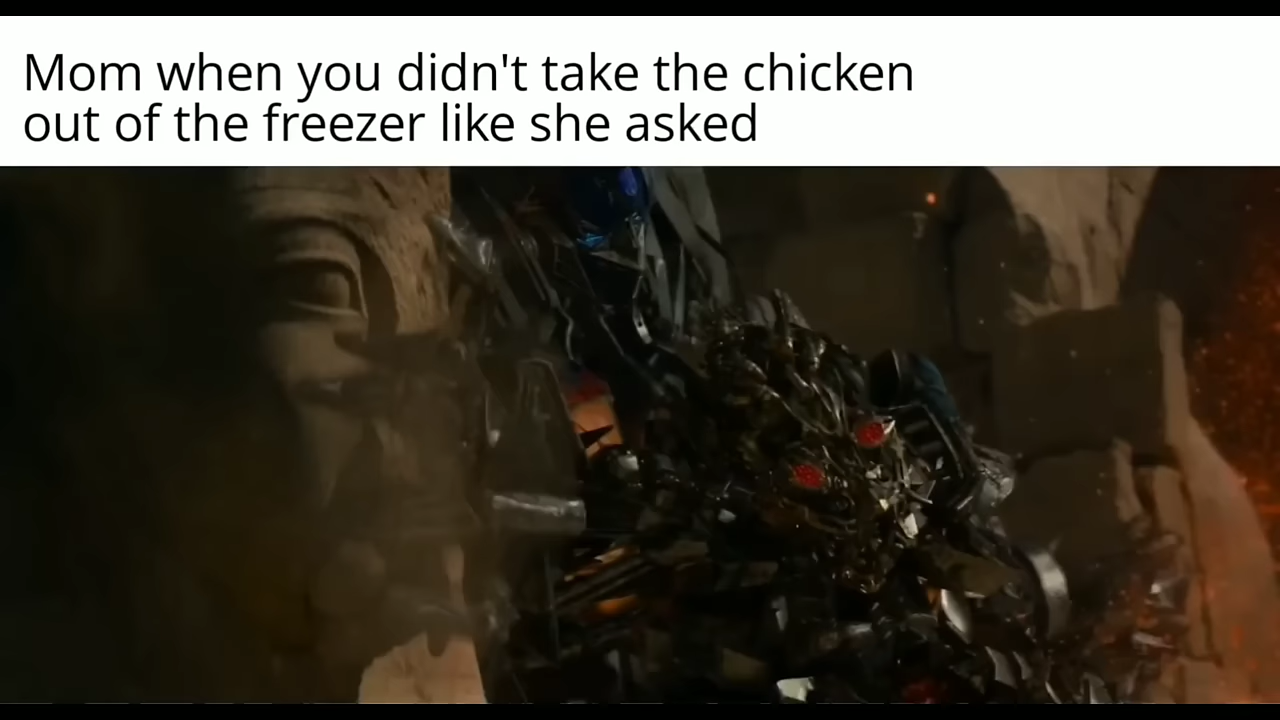 Mom when you didn't take the chicken
out of the freezer like she asked